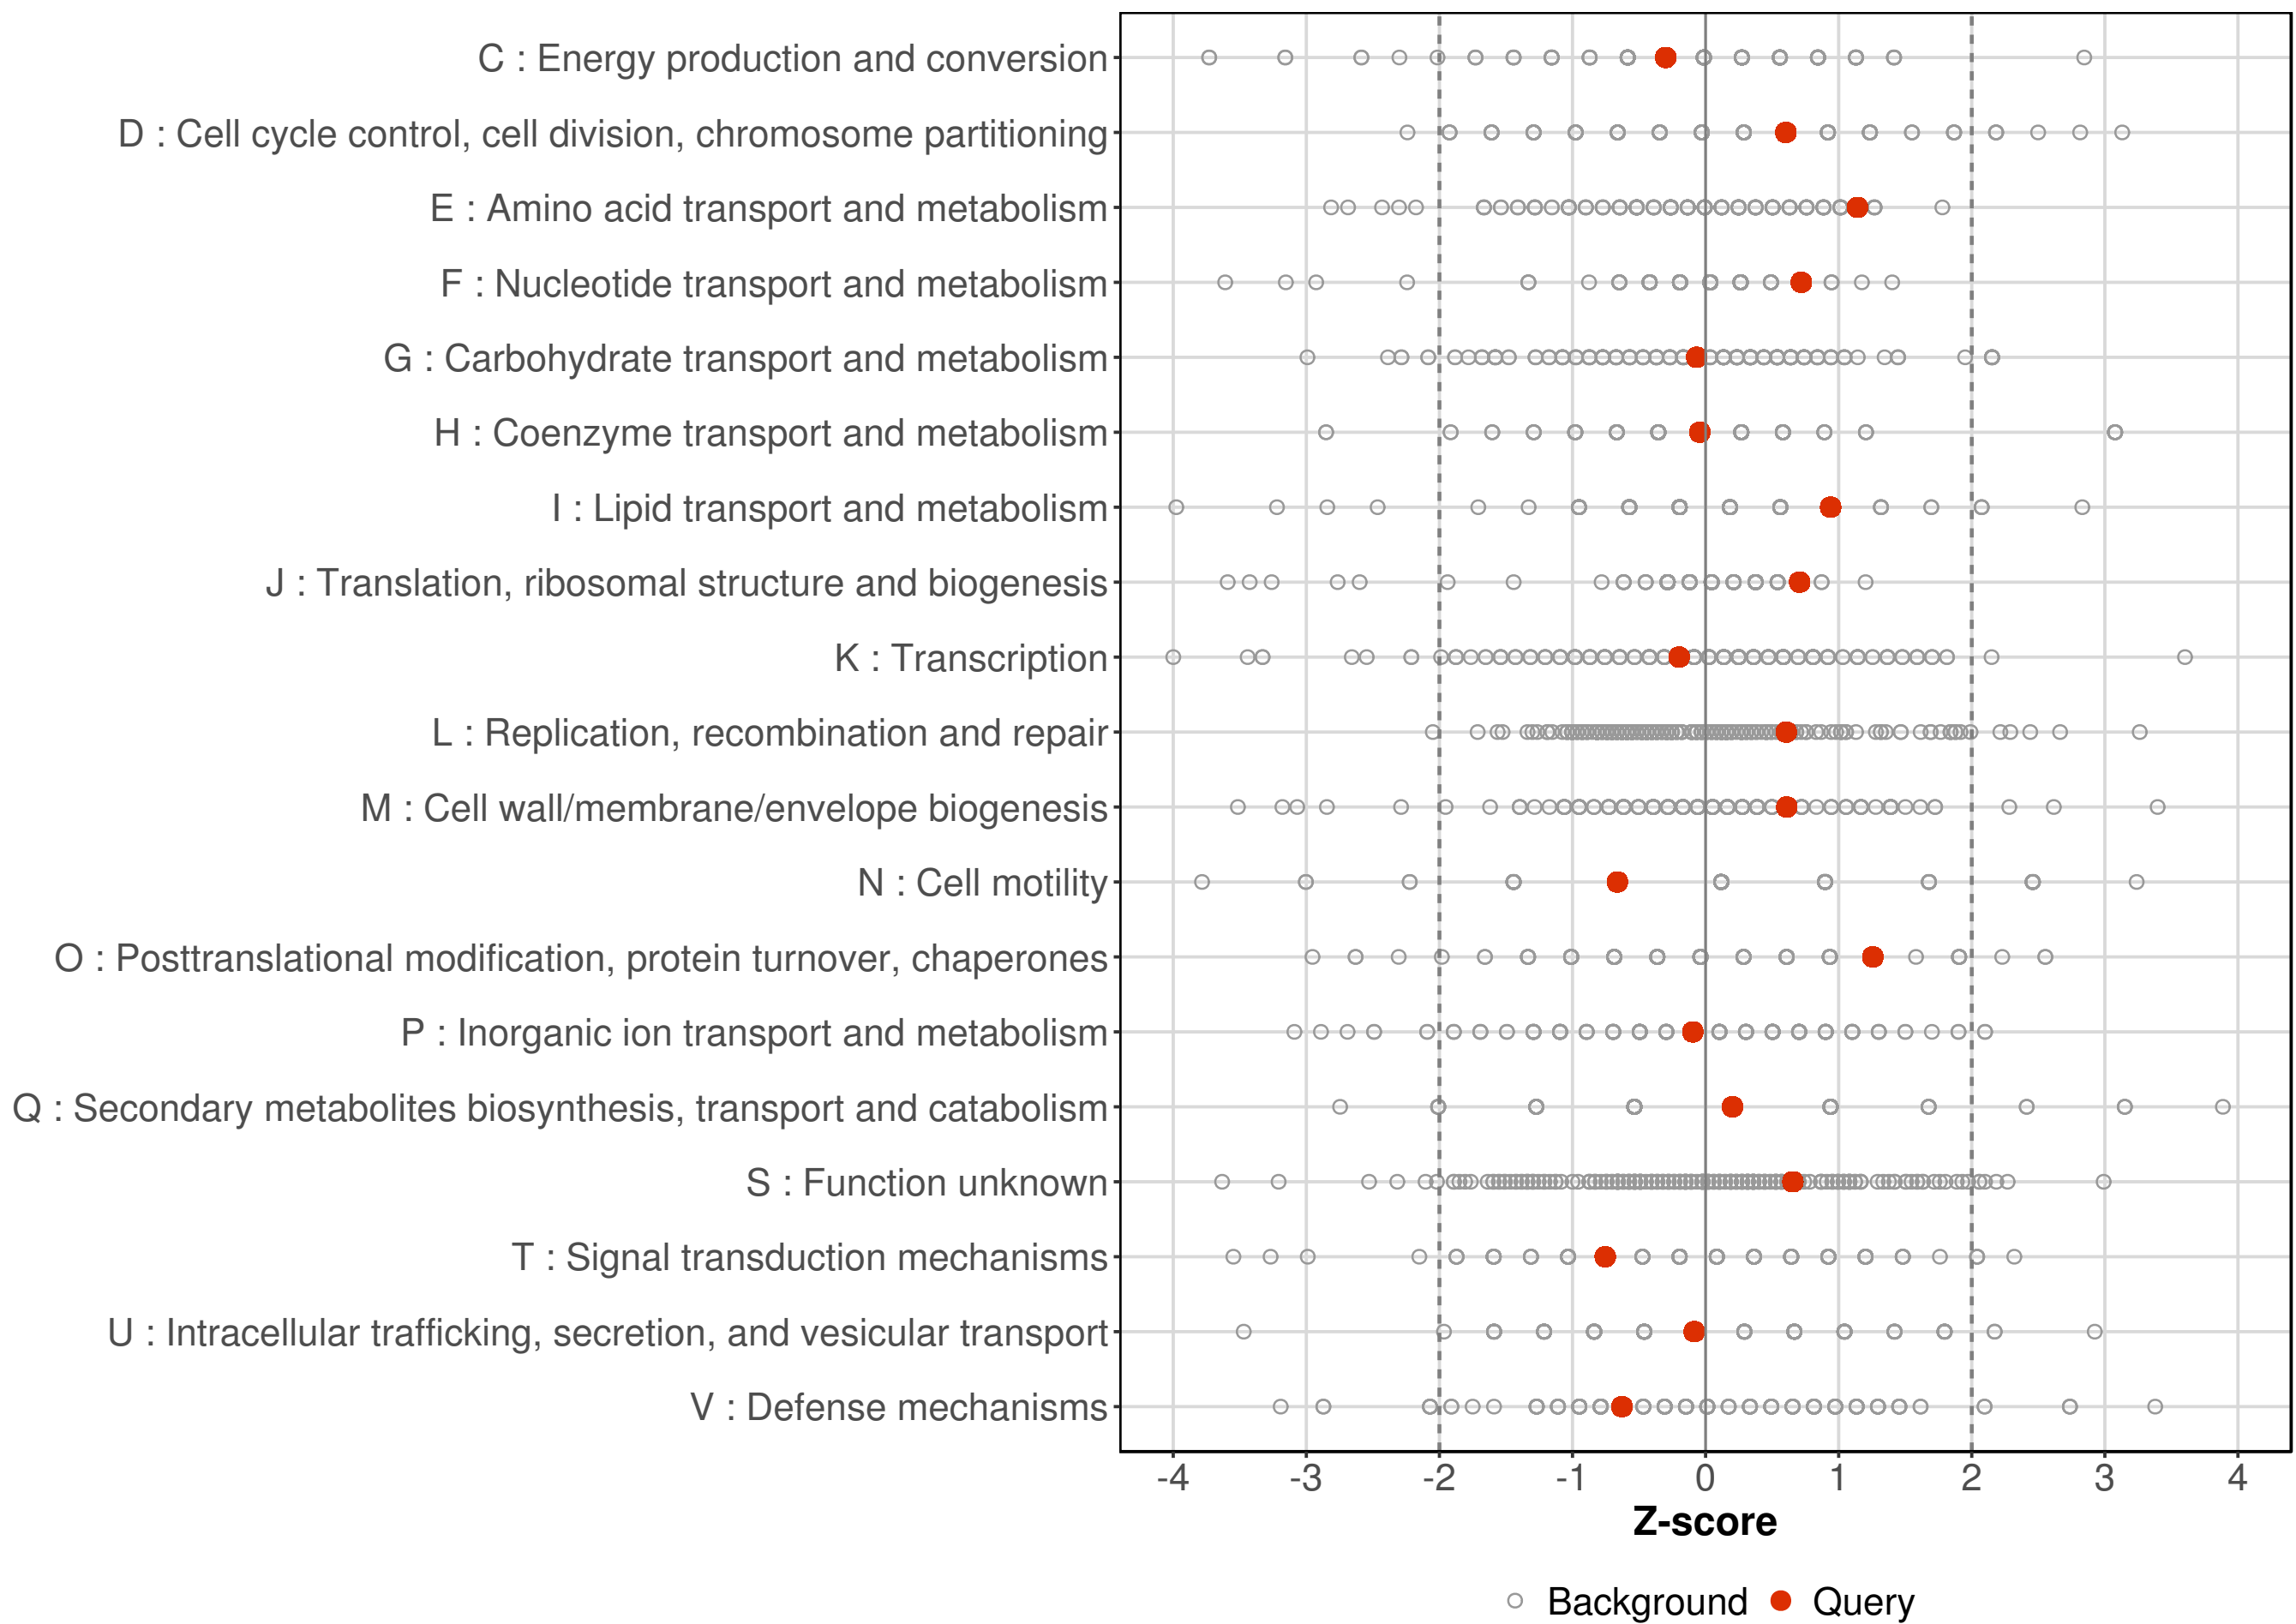 C : Energy production and conversion
D : Cell cycle control, cell division, chromosome partitioning
E : Amino acid transport and metabolism
F : Nucleotide transport and metabolism
G : Carbohydrate transport and metabolism
H : Coenzyme transport and metabolism
I : Lipid transport and metabolism
J : Translation, ribosomal structure and biogenesis
K : Transcription
L : Replication, recombination and repair
M : Cell wall/membrane/envelope biogenesis
N : Cell motility
O : Posttranslational modification, protein turnover, chaperones
P : Inorganic ion transport and metabolism
Q : Secondary metabolites biosynthesis, transport and catabolism
S : Function unknown
T : Signal transduction mechanisms
U : Intracellular trafficking, secretion, and vesicular transport
V : Defense mechanisms
-4 -3 -2 -1 0 1 2 3 4
Z-score
Background Query